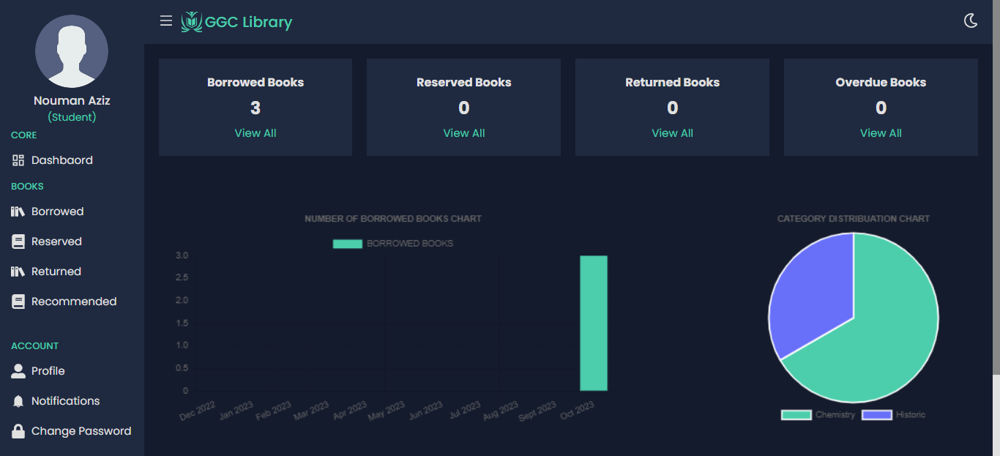 GGC Library
Nouman Aziz
(Student)
CORE
Dashbaord
BOOKS
Borrowed
Reserved
Returned
Recommended
ACCOUNT
Profile
Notifications
Change Password
Borrowed Books
3
View All
Reserved Books
0
View All
Returned Books
0
View All
Overdue Books
0
View All
NUMBER OF BORROWED BOOKS CHART
BORROWED BOOKS
3.0
2.5
2.0
1.5
1.0
0.5
0
Dec 2022 Jan 2023 Feb 2023 Mar 2023 Apr 2023 May 2023 Jun 2023 Jul 2023 Aug 2023 Sept 2023 Oct 2023
CATEGORY DISTRIBUATION CHART
Chemistry Historic